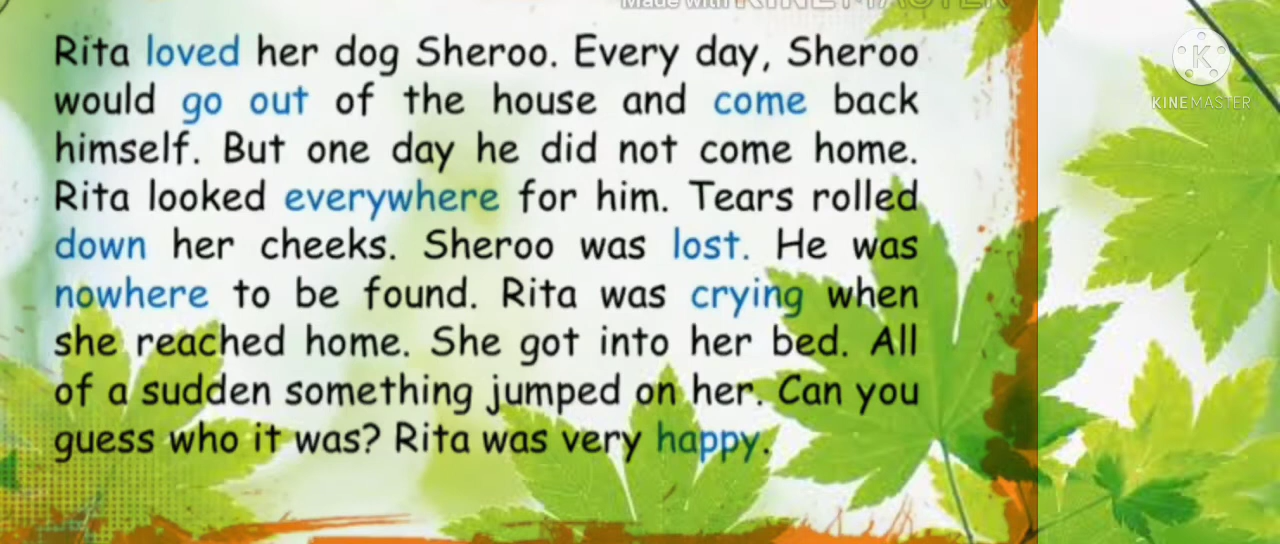 Made with KINEMASTER
K
KINEMASTER
Rita loved her dog Sheroo. Every day, Sheroo
would go out of the house and come back
himself. But one day he did not come home.
Rita looked everywhere for him. Tears rolled
down her cheeks. Sheroo was lost. He was
nowhere to be found. Rita was crying when
she reached home. She got into her bed. All
of a sudden something jumped on her. Can you
guess who it was? Rita was very happy.